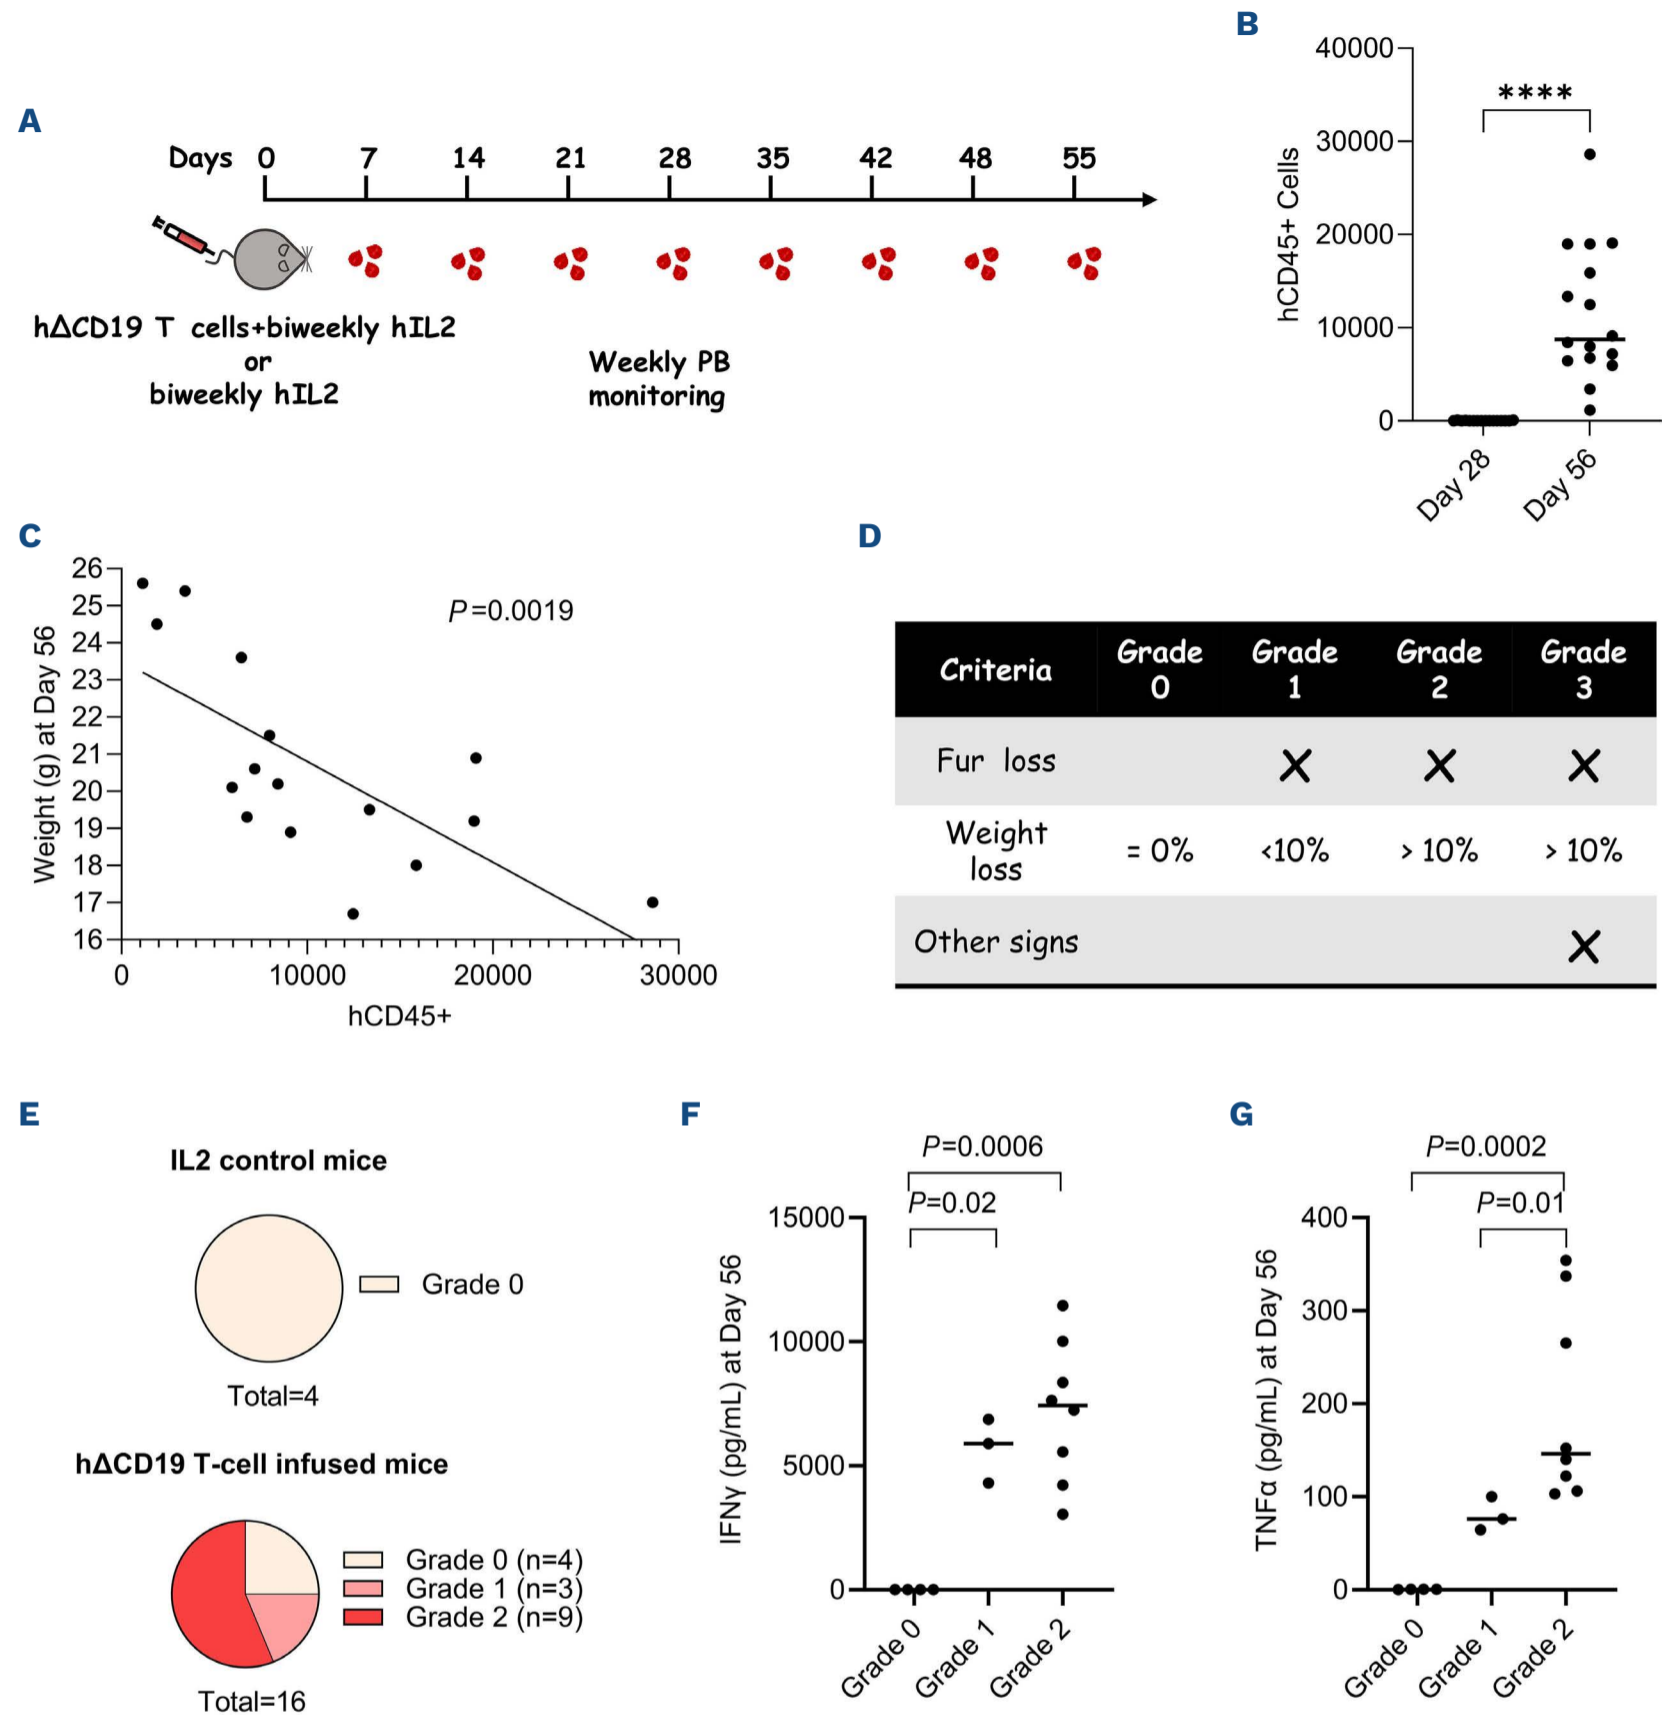 A
Days 0 7 14 21 28 35 42 48 55
hΔCD19 T cells+biweekly hIL2
or
biweekly hIL2
Weekly PB
monitoring
B
hCD45+ Cells
40000
30000
20000
10000
0
****
Day 28
Day 56
C
Weight (g) at Day 56
26
25
24
23
22
21
20
19
18
17
16
P=0.0019
0 10000 20000 30000
hCD45+
D
Criteria Grade 0 Grade 1 Grade 2 Grade 3
Fur loss X X X
Weight loss = 0% <10% > 10% > 10%
Other signs X
E
IL2 control mice
Grade 0
Total=4
hΔCD19 T-cell infused mice
Grade 0 (n=4)
Grade 1 (n=3)
Grade 2 (n=9)
Total=16
F
P=0.0006
P=0.02
IFNγ (pg/mL) at Day 56
15000
10000
5000
0
Grade 0
Grade 1
Grade 2
G
P=0.0002
P=0.01
TNFα (pg/mL) at Day 56
400
300
200
100
0
Grade 0
Grade 1
Grade 2